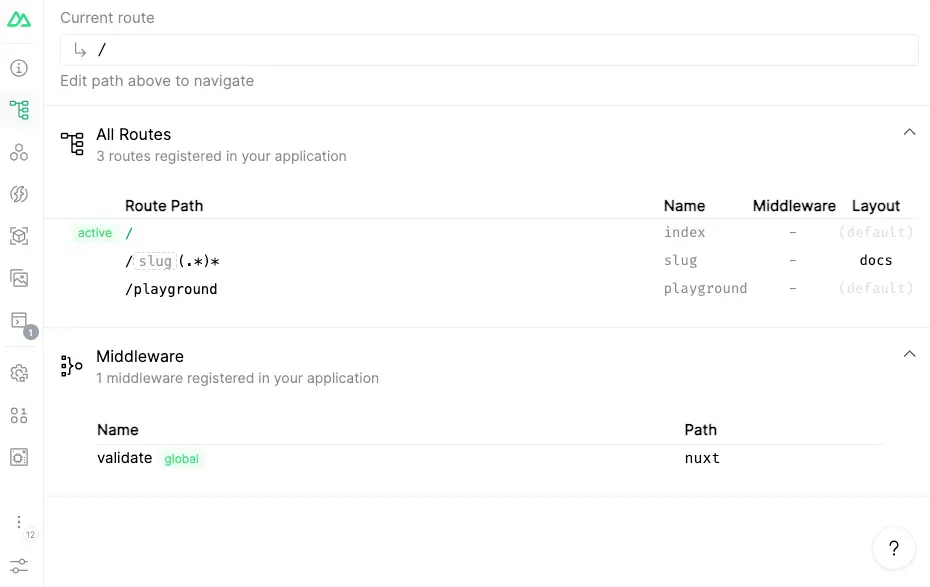 Current route
/
Edit path above to navigate
All Routes
3 routes registered in your application
Route Path Name Middleware Layout
active / index - (default)
/slug(.*)* slug - docs
/playground playground - (default)
1
Middleware
1 middleware registered in your application
Name Path
validate global nuxt
12
?